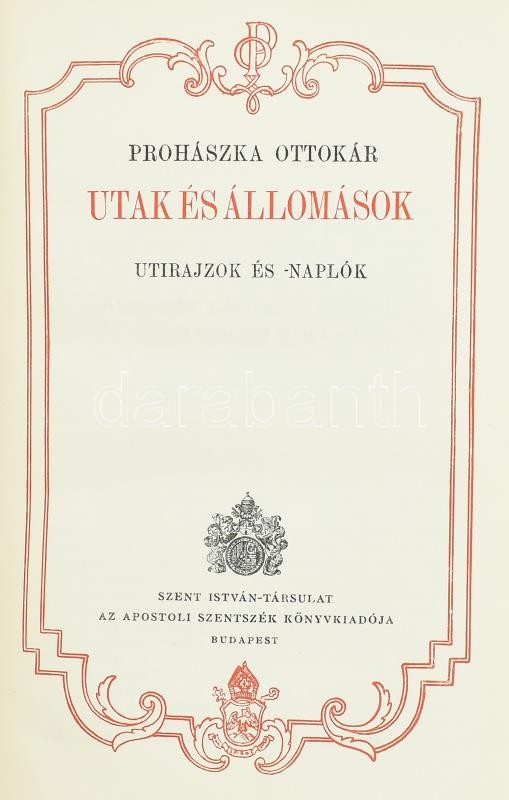 PROHÁSZKA OTTOKÁR
UTAK ÉS ÁLLOMÁSOK
UTIRAJZOK ÉS -NAPLÓK
darabanth
SZENT ISTVÁN-TÁRSULAT
AZ APOSTOLI SZENTSZÉK KÖNYVKIADÓJA
BUDAPEST